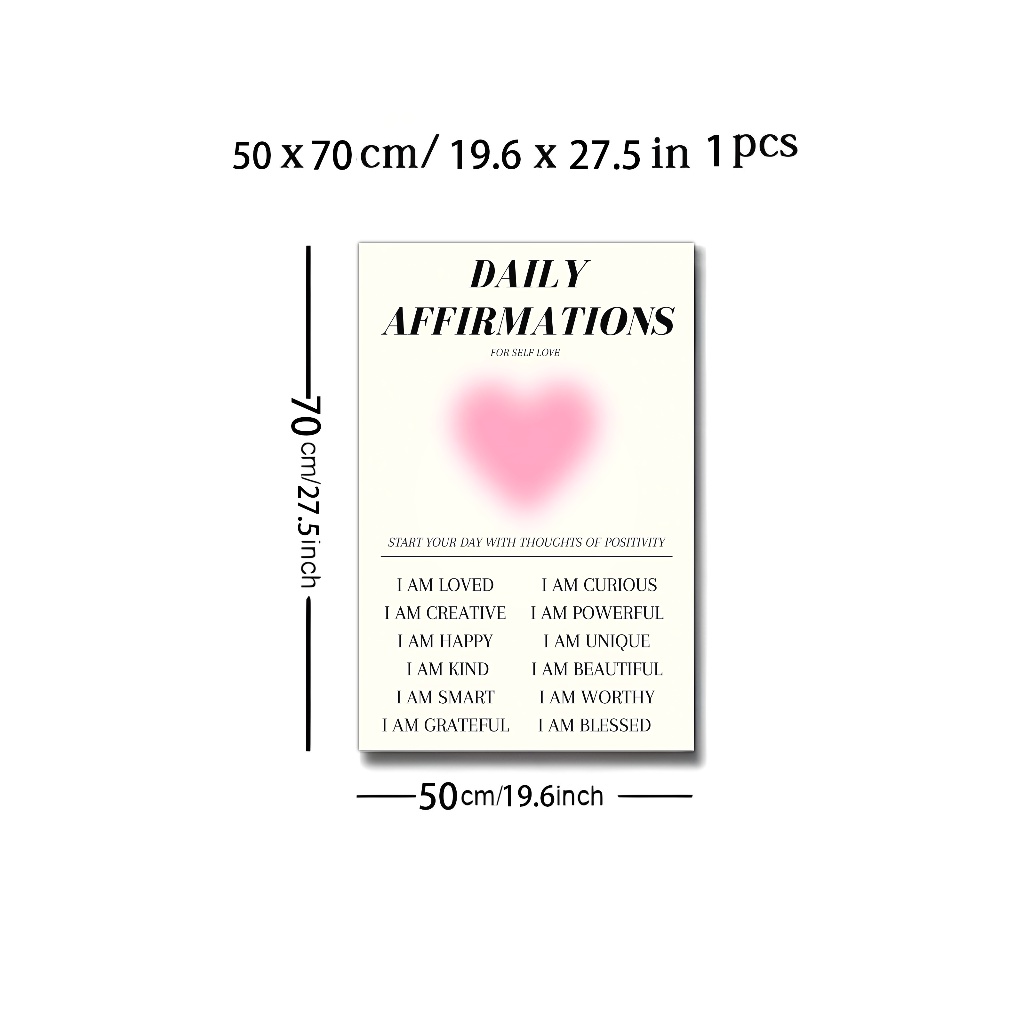 50 x 70 cm/ 19.6 x 27.5 in 1 pcs
DAILY
AFFIRMATIONS
FOR SELF LOVE
START YOUR DAY WITH THOUGHTS OF POSITIVITY
I AM LOVED
I AM CREATIVE
I AM HAPPY
I AM KIND
I AM SMART
I AM GRATEFUL
I AM CURIOUS
I AM POWERFUL
I AM UNIQUE
I AM BEAUTIFUL
I AM WORTHY
I AM BLESSED
70cm/27.5inch
50cm/19.6inch